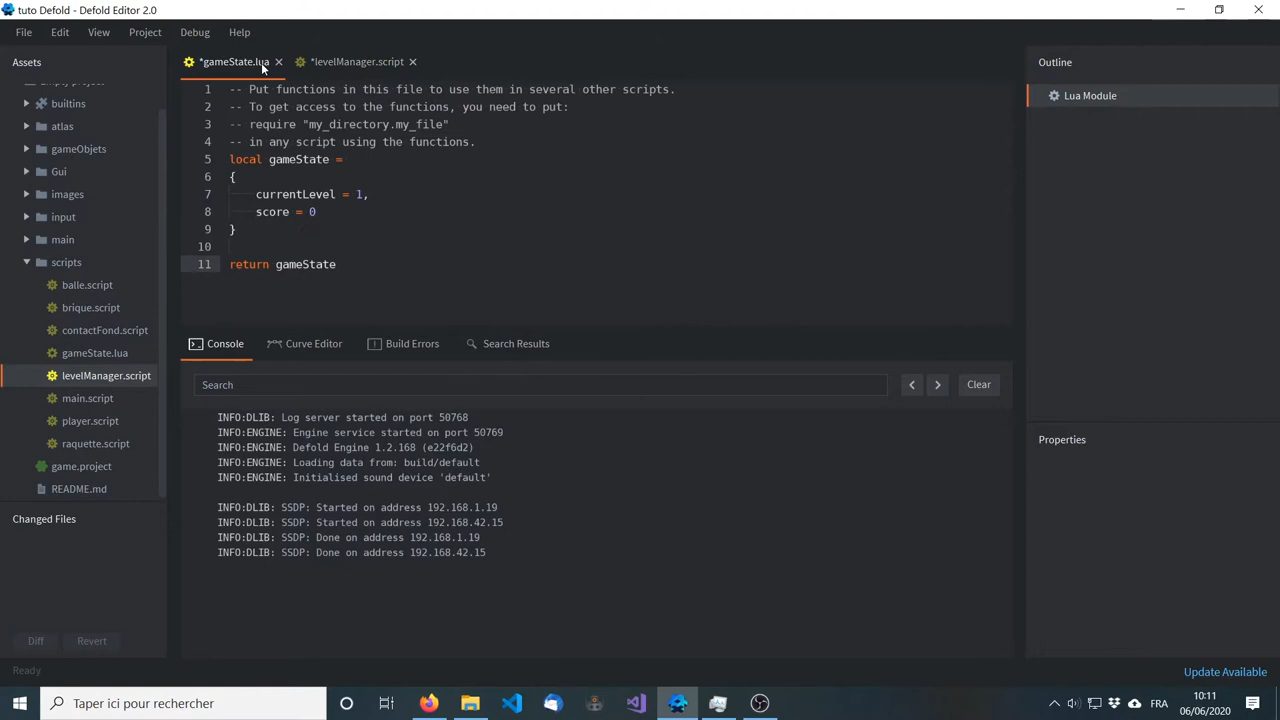 tuto Defold - Defold Editor 2.0
File Edit View Project Debug Help
Assets
builtins
atlas
gameObjets
Gui
images
input
main
scripts
balle.script
brique.script
contactFond.script
gameState.lua
levelManager.script
main.script
player.script
raquette.script
game.project
README.md
Changed Files
Diff Revert
Ready
*gameState.lua *levelManager.script
1 -- Put functions in this file to use them in several other scripts.
2 -- To get access to the functions, you need to put:
3 -- require "my_directory.my_file"
4 -- in any script using the functions.
5 local gameState =
6 {
7 currentLevel = 1,
8 score = 0
9 }
10
11 return gameState
Console Curve Editor Build Errors Search Results
Search
Clear
INFO:DLIB: Log server started on port 50768
INFO:ENGINE: Engine service started on port 50769
INFO:ENGINE: Defold Engine 1.2.168 (e22f6d2)
INFO:ENGINE: Loading data from: build/default
INFO:ENGINE: Initialised sound device 'default'
INFO:DLIB: SSDP: Started on address 192.168.1.19
INFO:DLIB: SSDP: Started on address 192.168.42.15
INFO:DLIB: SSDP: Done on address 192.168.1.19
INFO:DLIB: SSDP: Done on address 192.168.42.15
Outline
Lua Module
Properties
Update Available
Taper ici pour rechercher
FRA
10:11
06/06/2020